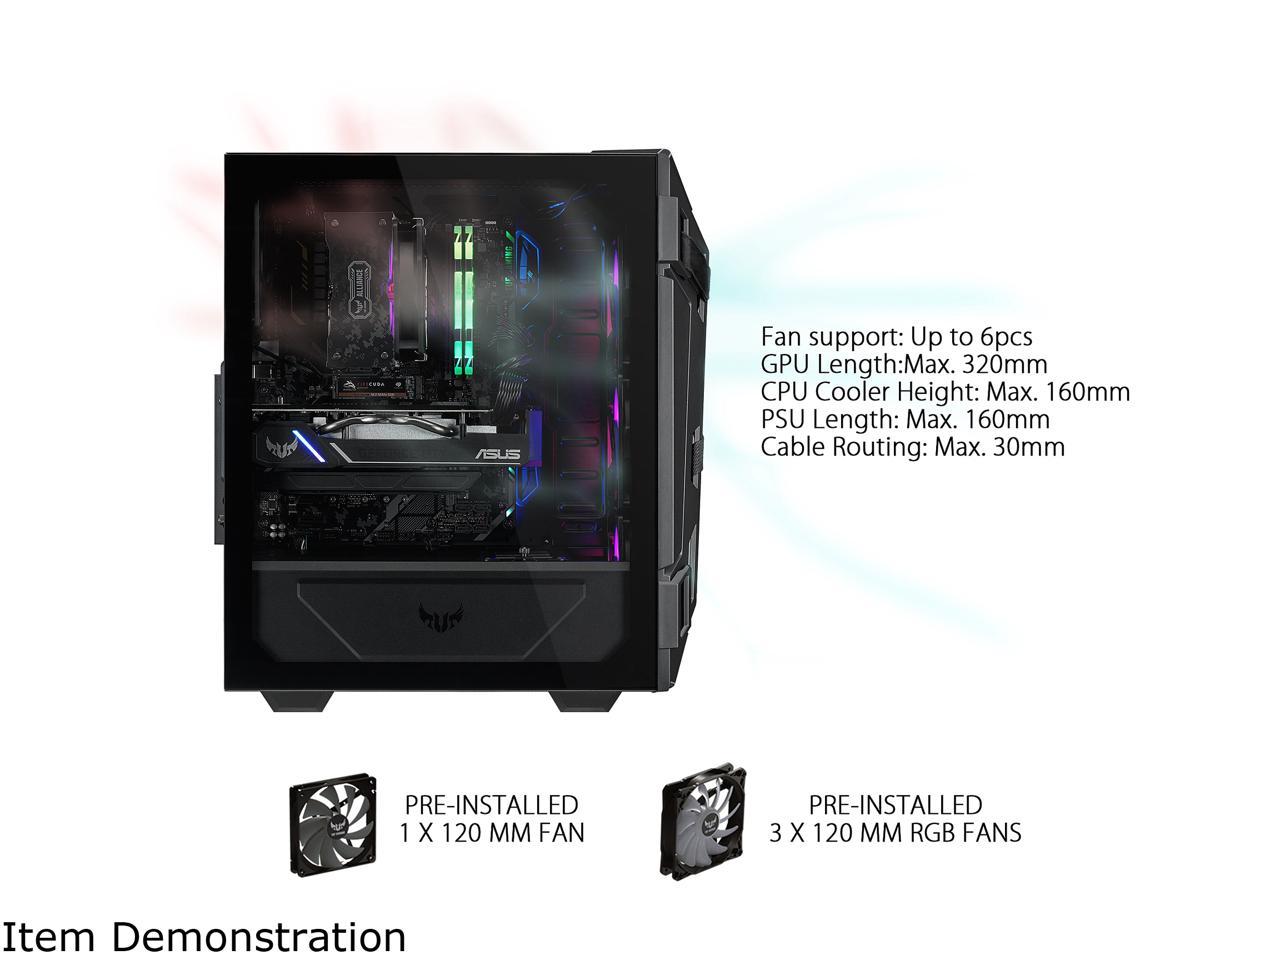 ALLIANCE
FIRECUDA
ASUS
Fan support: Up to 6pcs
GPU Length:Max. 320mm
CPU Cooler Height: Max. 160mm
PSU Length: Max. 160mm
Cable Routing: Max. 30mm
PRE-INSTALLED
1 X 120 MM FAN
PRE-INSTALLED
3 X 120 MM RGB FANS
Item Demonstration